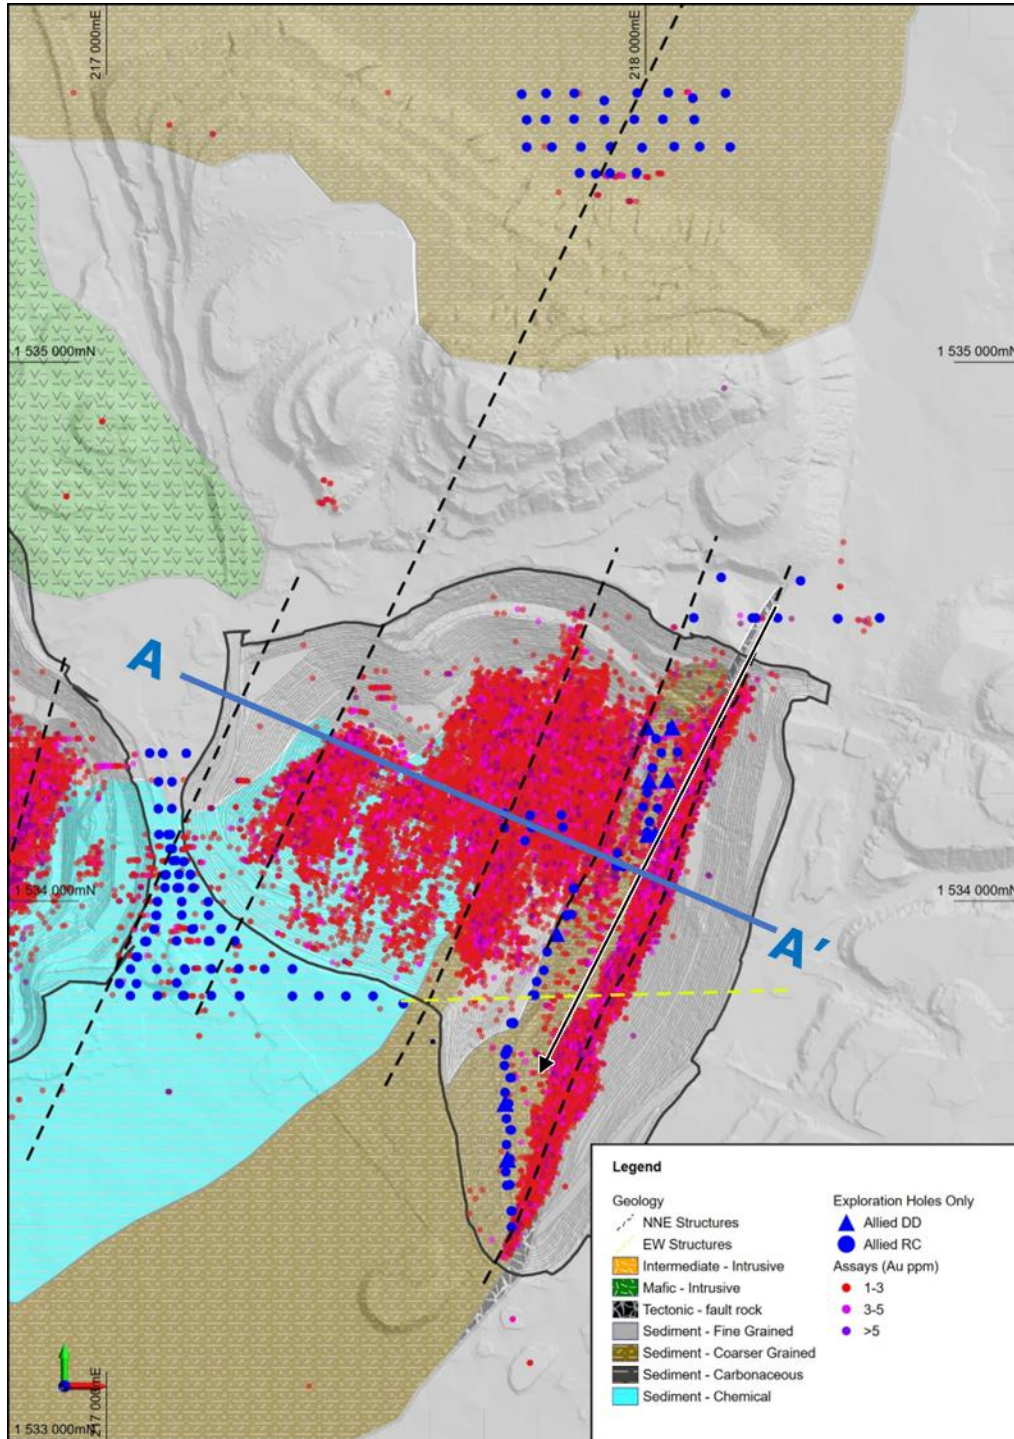 217 000mE
218 000mE
1 535 000mN
1 535 000mN
A
1 534 000mN
1 534 000mN
A′
Legend
Geology
NNE Structures
EW Structures
Intermediate - Intrusive
Mafic - Intrusive
Tectonic - fault rock
Sediment - Fine Grained
Sediment - Coarser Grained
Sediment - Carbonaceous
Sediment - Chemical
Exploration Holes Only
Allied DD
Allied RC
Assays (Au ppm)
1-3
3-5
>5
217 000mE
1 533 000mN